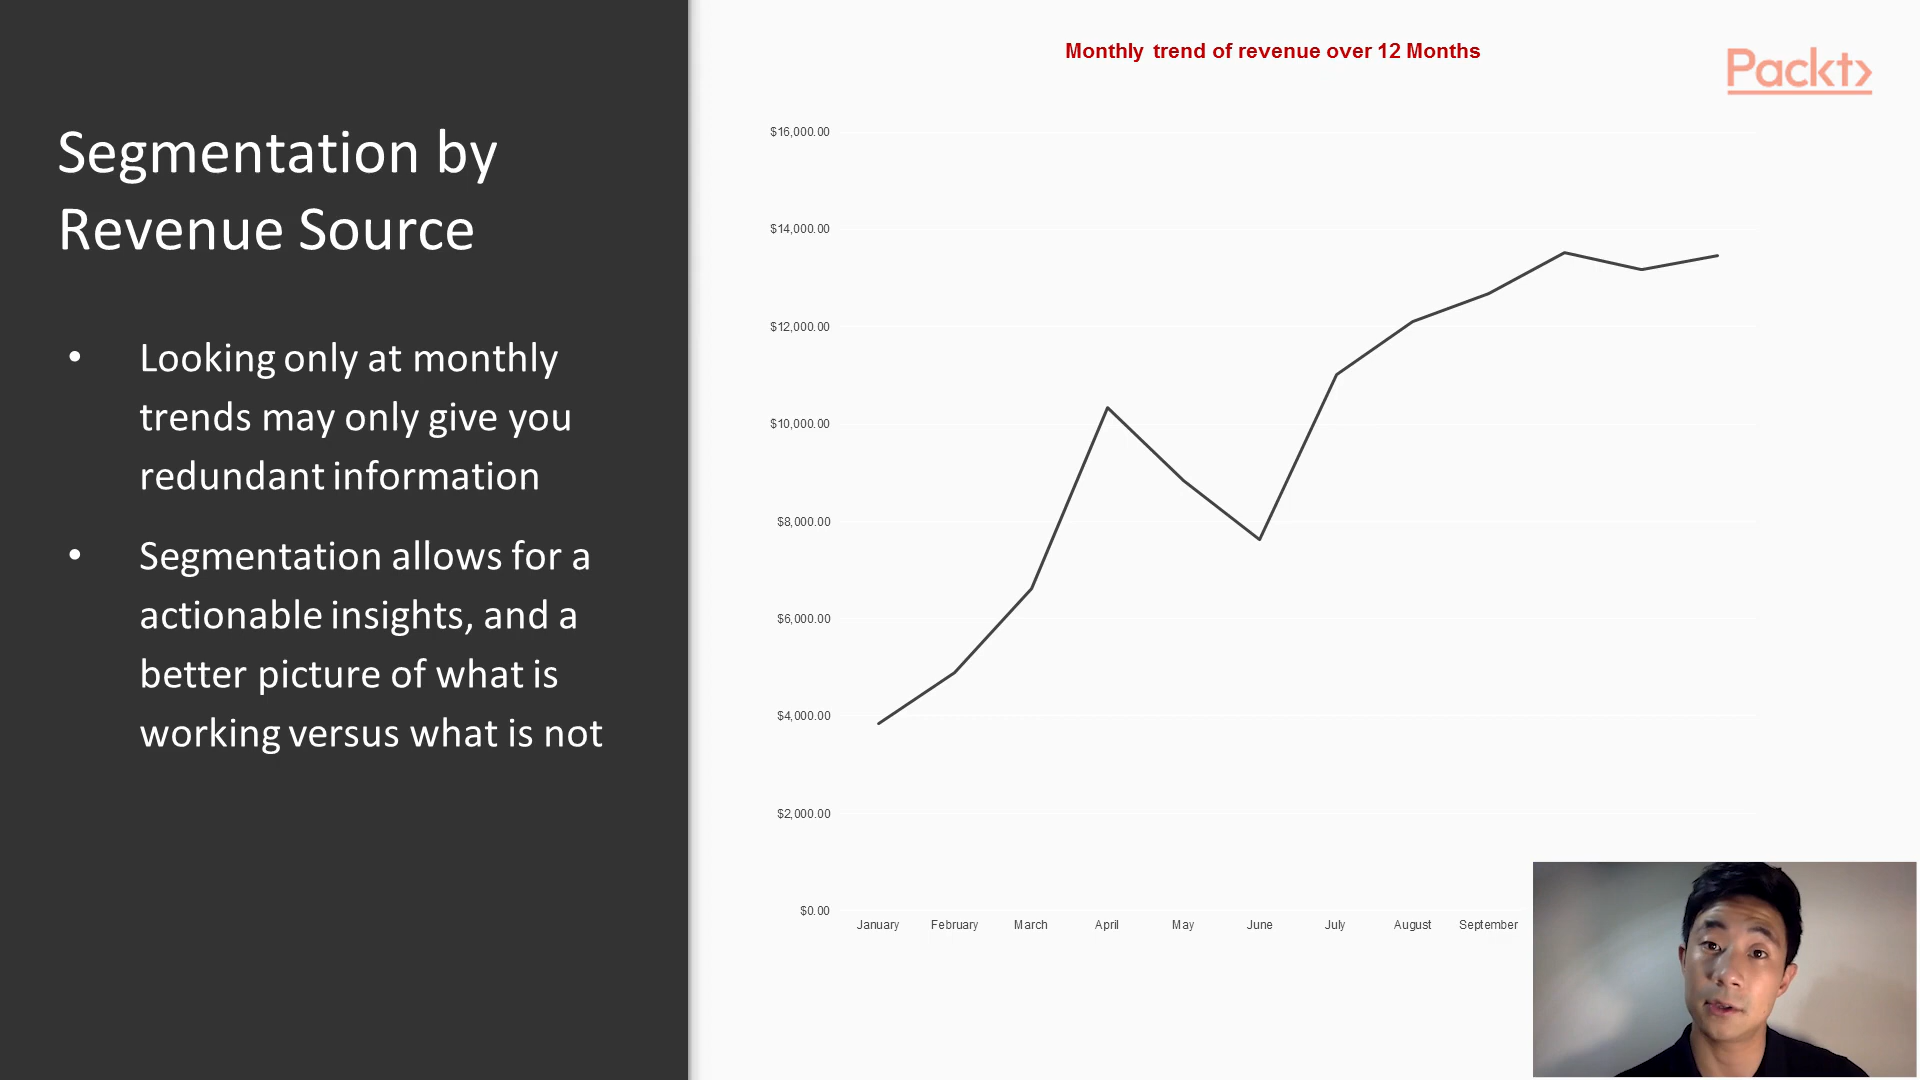 Segmentation by
Revenue Source
• Looking only at monthly
trends may only give you
redundant information
• Segmentation allows for a
actionable insights, and a
better picture of what is
working versus what is not
Monthly trend of revenue over 12 Months
Packt>
$16,000.00
$14,000.00
$12,000.00
$10,000.00
$8,000.00
$6,000.00
$4,000.00
$2,000.00
$0.00
January February March April May June July August September